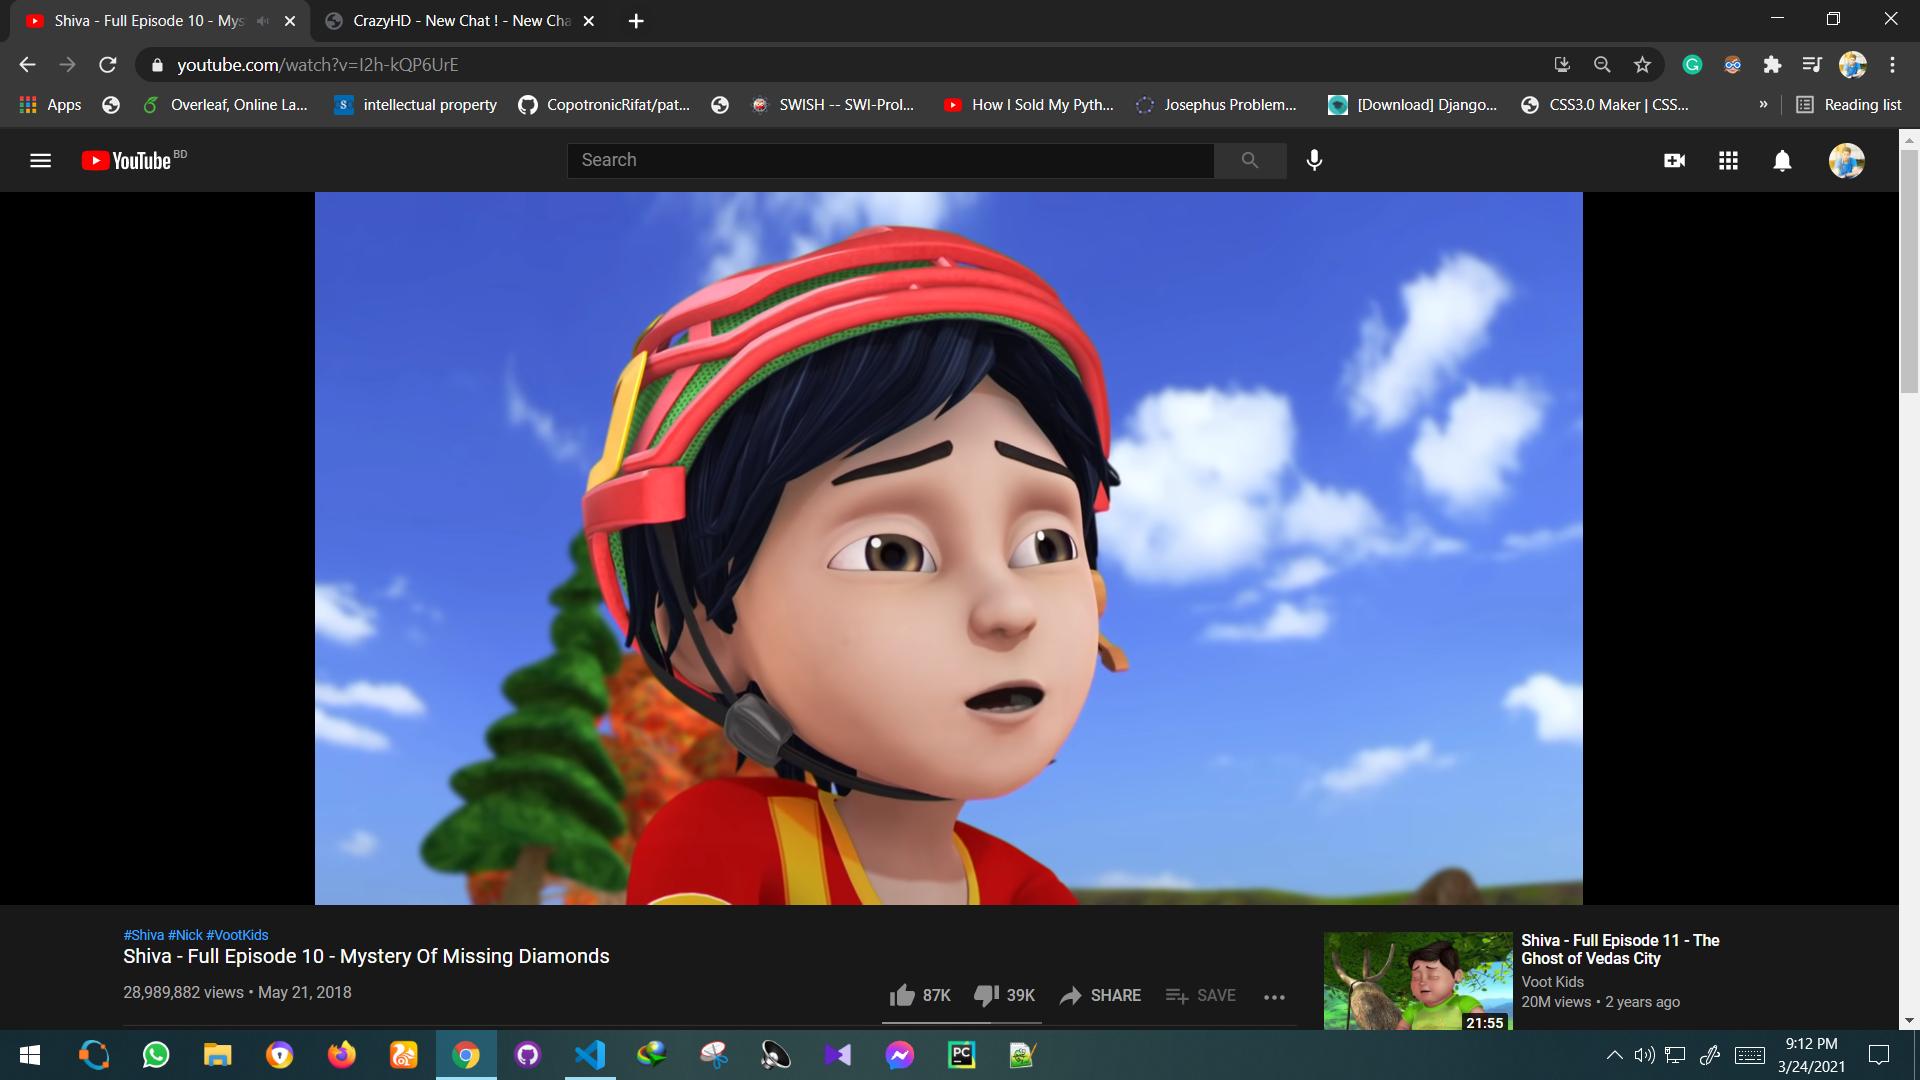 Shiva - Full Episode 10 - Mys
CrazyHD - New Chat ! - New Cha
youtube.com/watch?v=I2h-kQP6UrE
Apps
Overleaf, Online La...
S
intellectual property
CopotronicRifat/pat...
SWISH -- SWI-Prol...
How I Sold My Pyth...
Josephus Problem...
[Download] Django...
CSS3.0 Maker | CSS...
»
Reading list
YouTube BD
Search
#Shiva #Nick #VootKids
Shiva - Full Episode 10 - Mystery Of Missing Diamonds
28,989,882 views • May 21, 2018
87K
39K
SHARE
SAVE
Shiva - Full Episode 11 - The
Ghost of Vedas City
Voot Kids
20M views • 2 years ago
21:55
PC
9:12 PM
3/24/2021